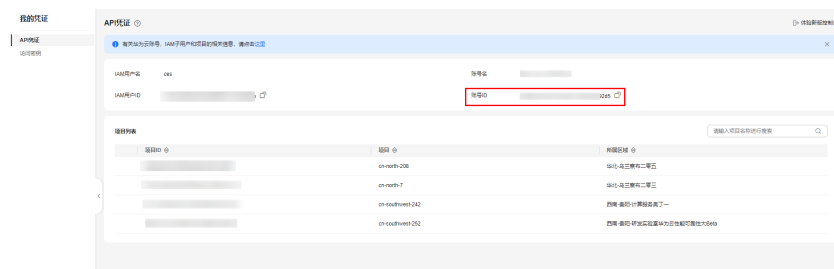 我的凭证
API凭证
访问密钥
API凭证
体验新版控制
有关华为云账号、IAM子用户和项目的相关信息，请点击这里
IAM用户名 cas 账号名
IAM用户ID 账号ID 2265
项目列表 请输入项目名称进行搜索
项目ID 项目 所属区域
cn-north-208 华北-乌兰察布二零五
cn-north-7 华北-乌兰察布二零三
cn-southwest-242 西南-贵阳-计算服务真了一
cn-southwest-252 西南-贵阳-研发实验室华为云性能可靠性大Beta